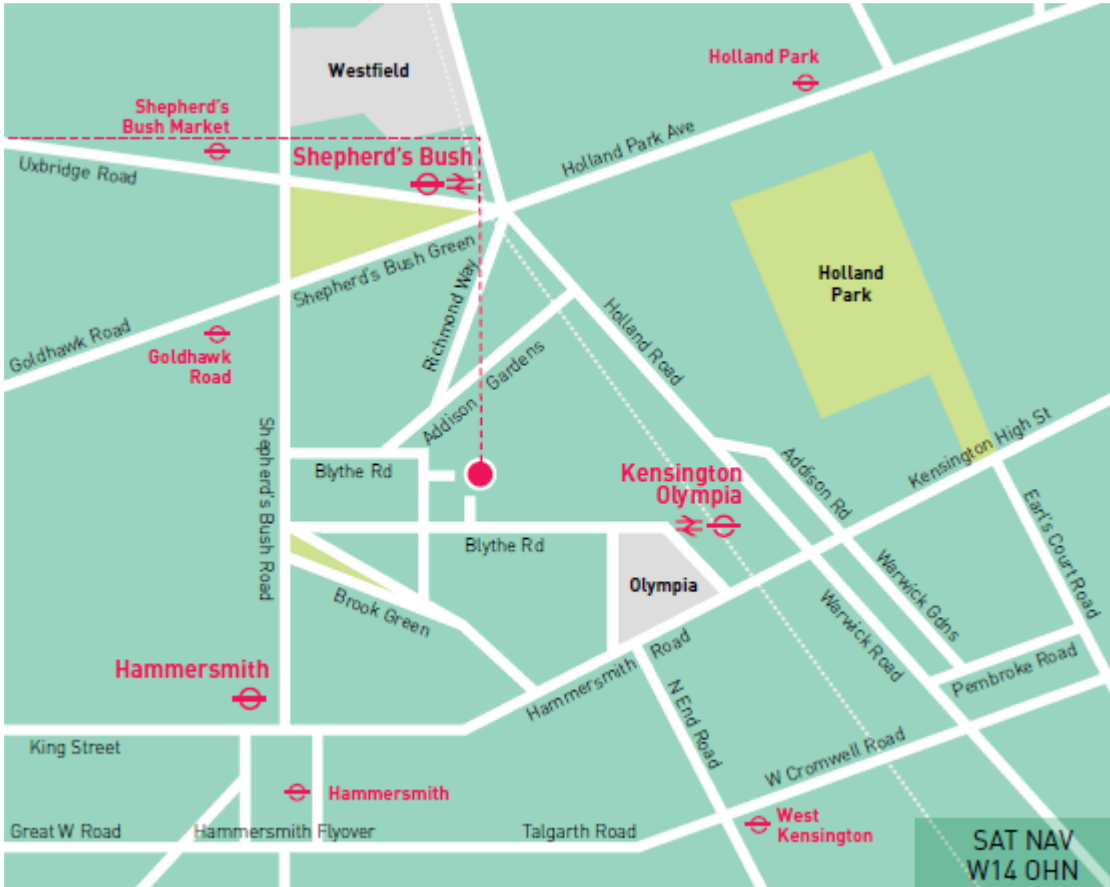 Westfield
Holland Park
Shepherd's
Bush Market
Holland Park Ave
Shepherd's Bush
Uxbridge Road
Holland
Park
Shepherd's Bush Green
Richmond Way
Holland Road
Goldhawk Road
Goldhawk
Road
Addison Gardens
Shepherd's Bush Road
Blythe Rd
Kensington
Olympia
Addison Rd
Kensington High St
Earl's Court Road
Blythe Rd
Olympia
Brook Green
Warwick Gdns
Warwick Road
Hammersmith
Hammersmith Road
N End Road
Pembroke Road
King Street
W Cromwell Road
Hammersmith
Great W Road
Hammersmith Flyover
Talgarth Road
West
Kensington
SAT NAV
W14 OHN